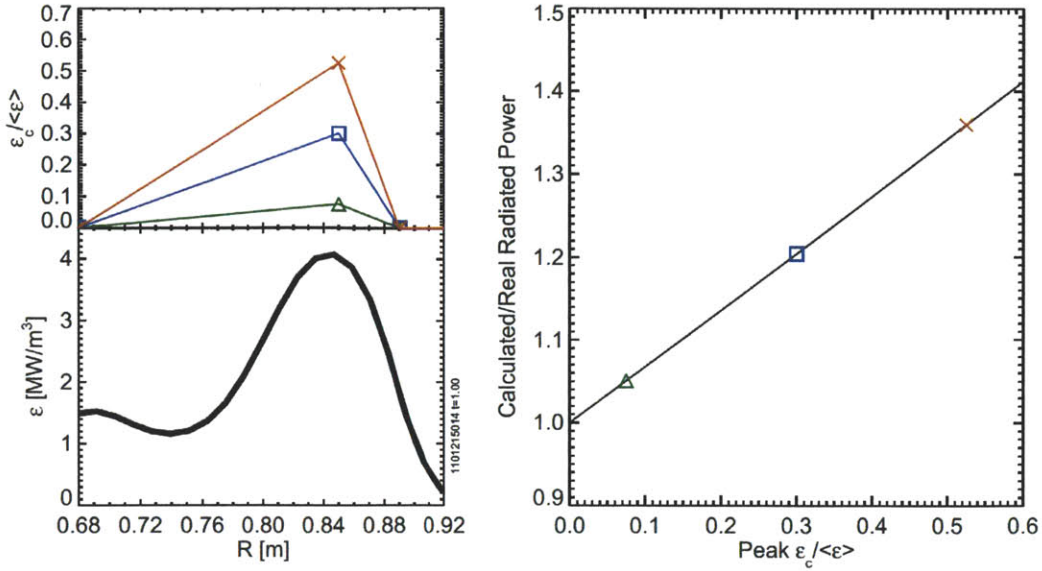 0.7
0.6
0.5
0.4
0.3
0.2
0.1
0.0
εc/<ε>
4
3
2
1
0
ε [MW/m³]
0.68 0.72 0.76 0.80 0.84 0.88 0.92
R [m]
1101215014 t=1.00
1.5
1.4
1.3
1.2
1.1
1.0
0.9
Calculated/Real Radiated Power
0.0 0.1 0.2 0.3 0.4 0.5 0.6
Peak εc/<ε>